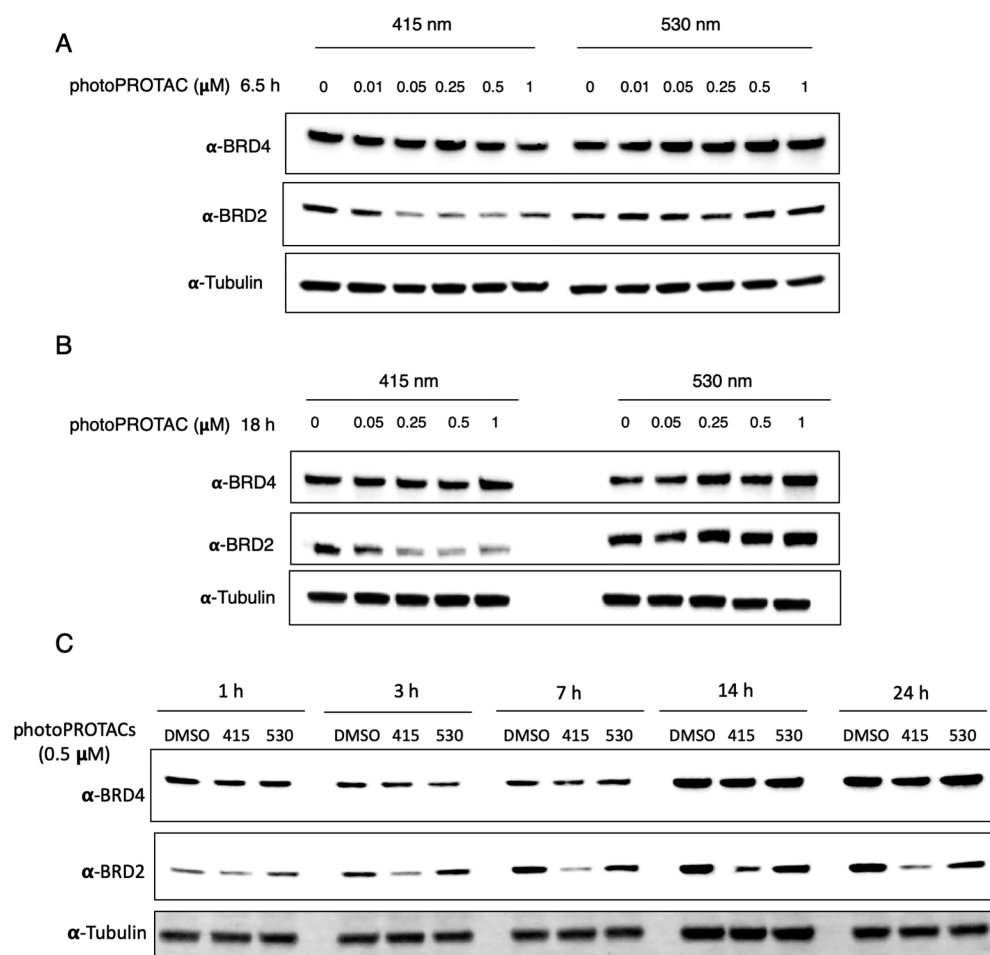 A
415 nm 530 nm
photoPROTAC (μM) 6.5 h 0 0.01 0.05 0.25 0.5 1 0 0.01 0.05 0.25 0.5 1
α-BRD4
α-BRD2
α-Tubulin
B
415 nm 530 nm
photoPROTAC (μM) 18 h 0 0.05 0.25 0.5 1 0 0.05 0.25 0.5 1
α-BRD4
α-BRD2
α-Tubulin
C
1 h 3 h 7 h 14 h 24 h
photoPROTACs
(0.5 μM)
DMSO 415 530 DMSO 415 530 DMSO 415 530 DMSO 415 530 DMSO 415 530
α-BRD4
α-BRD2
α-Tubulin